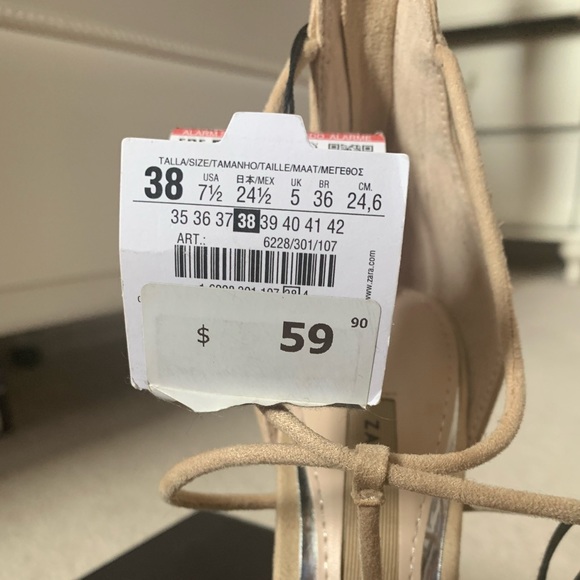 TALLA/SIZE/TAMANHO/TAILLE/MAAT/ΜΕΓΕΘΟΣ
38
USA 日本/MEX UK BR CM.
7½ 24½ 5 36 24,6
35 36 37 38 39 40 41 42
ART.: 6228/301/107
www.zara.com
$ 59 90
ZA